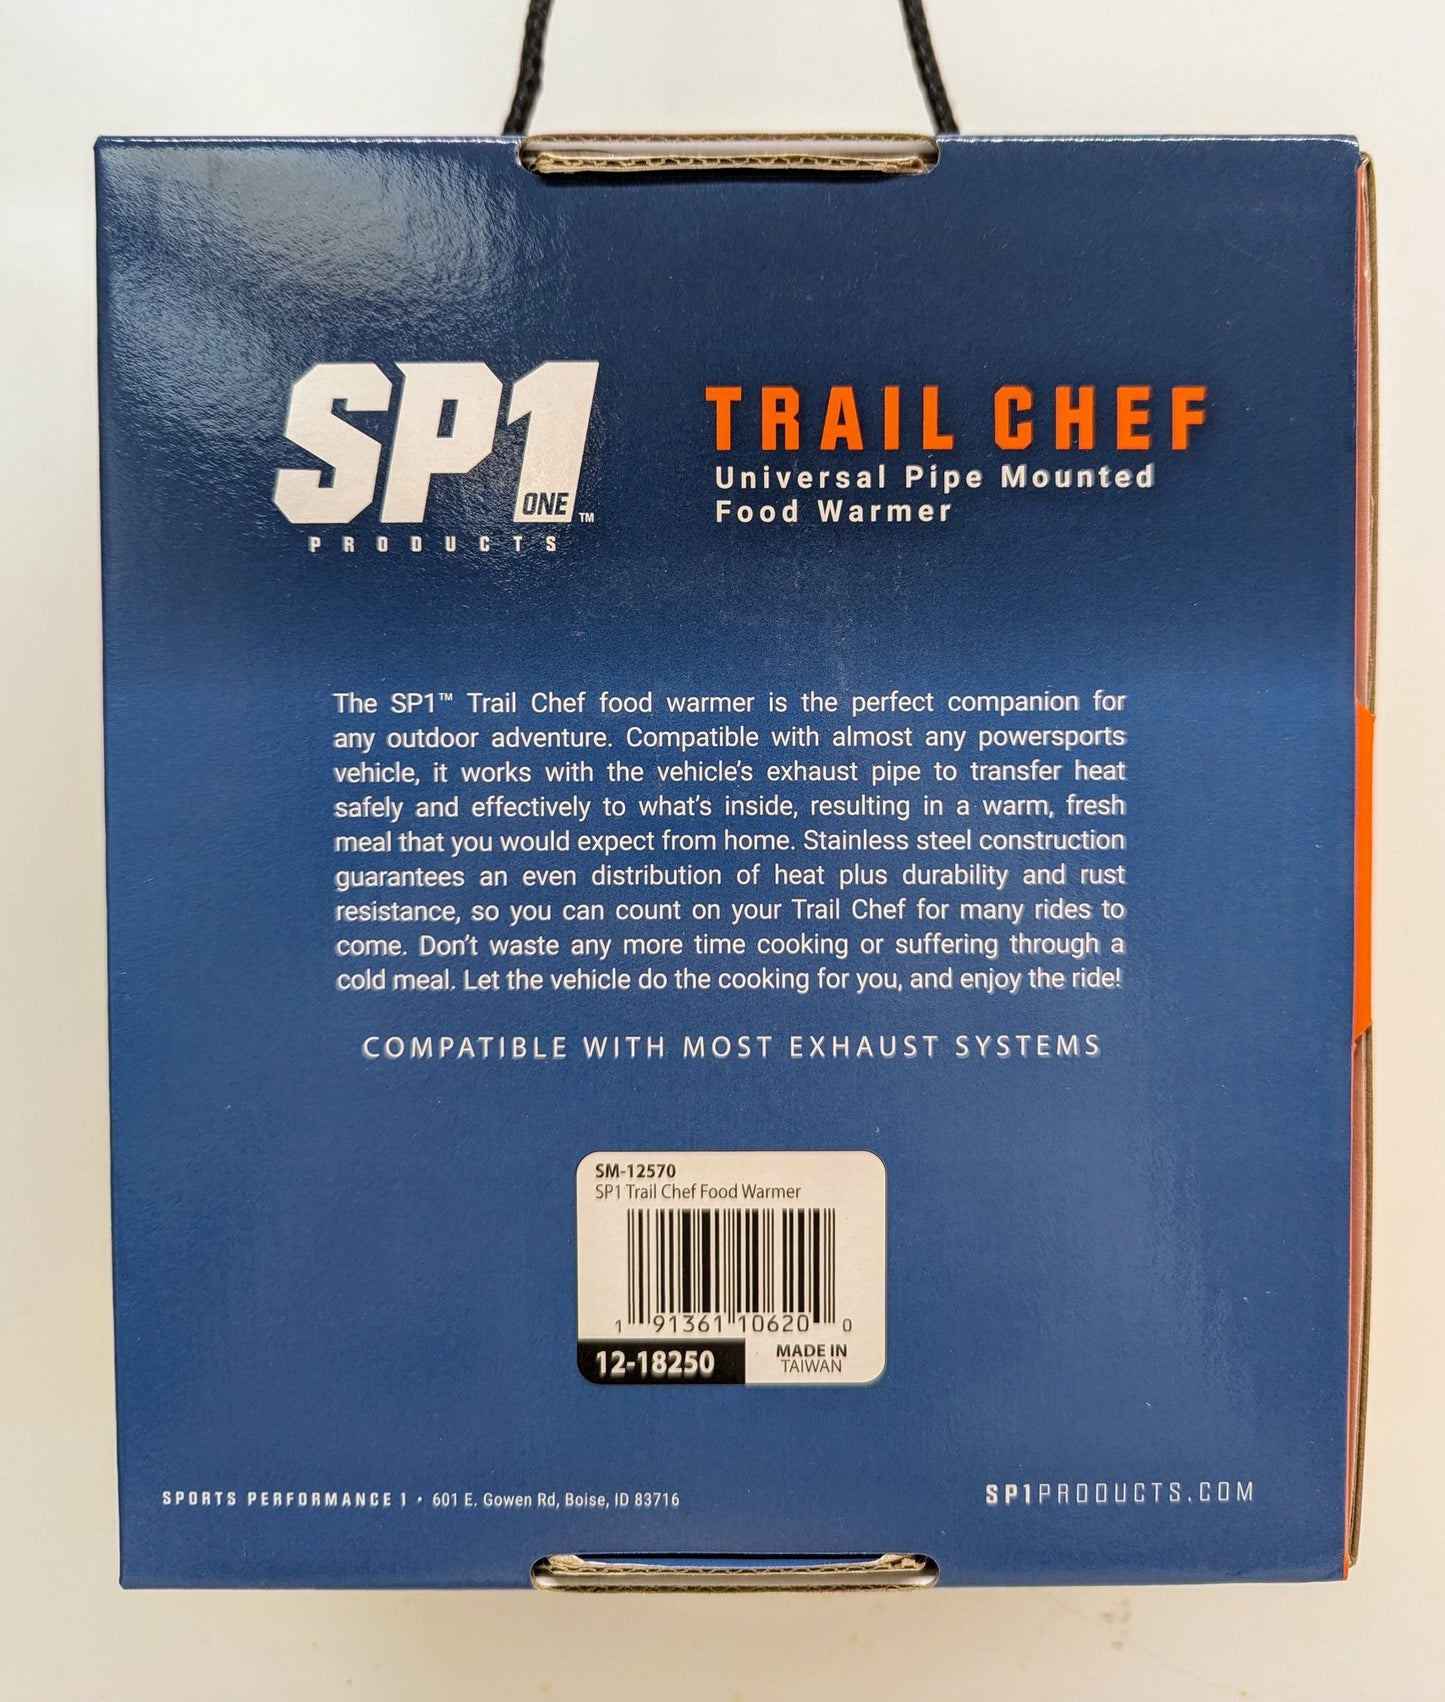 SP1
ONE ™
PRODUCTS
TRAIL CHEF
Universal Pipe Mounted
Food Warmer
The SP1™ Trail Chef food warmer is the perfect companion for
any outdoor adventure. Compatible with almost any powersports
vehicle, it works with the vehicle’s exhaust pipe to transfer heat
safely and effectively to what’s inside, resulting in a warm, fresh
meal that you would expect from home. Stainless steel construction
guarantees an even distribution of heat plus durability and rust
resistance, so you can count on your Trail Chef for many rides to
come. Don’t waste any more time cooking or suffering through a
cold meal. Let the vehicle do the cooking for you, and enjoy the ride!
COMPATIBLE WITH MOST EXHAUST SYSTEMS
SM-12570
SP1 Trail Chef Food Warmer
1 91361 10620 0
12-18250
MADE IN
TAIWAN
SPORTS PERFORMANCE 1 • 601 E. Gowen Rd, Boise, ID 83716
SP1PRODUCTS.COM